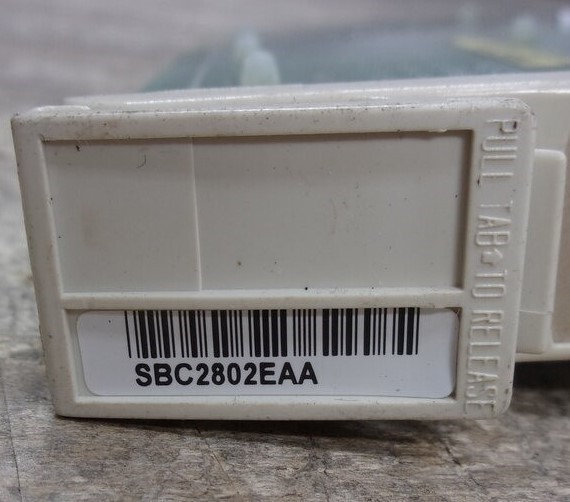 SBC2802EAA
PULL TAB TO RELEASE